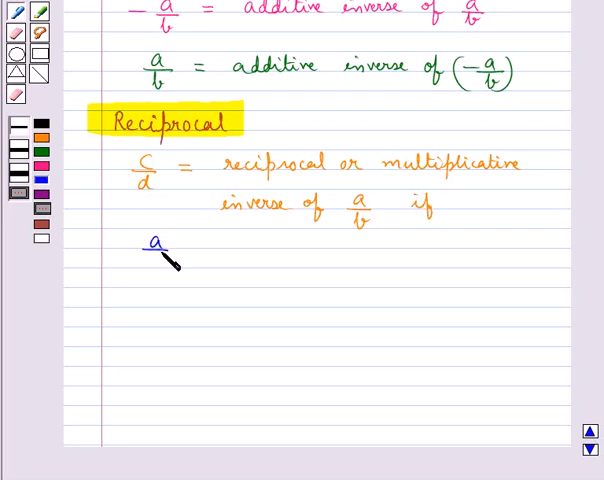 - a/b = additive inverse of a/b
a/b = additive inverse of (-a/b)
Reciprocal
c/d = reciprocal or multiplicative
inverse of a/b if
a